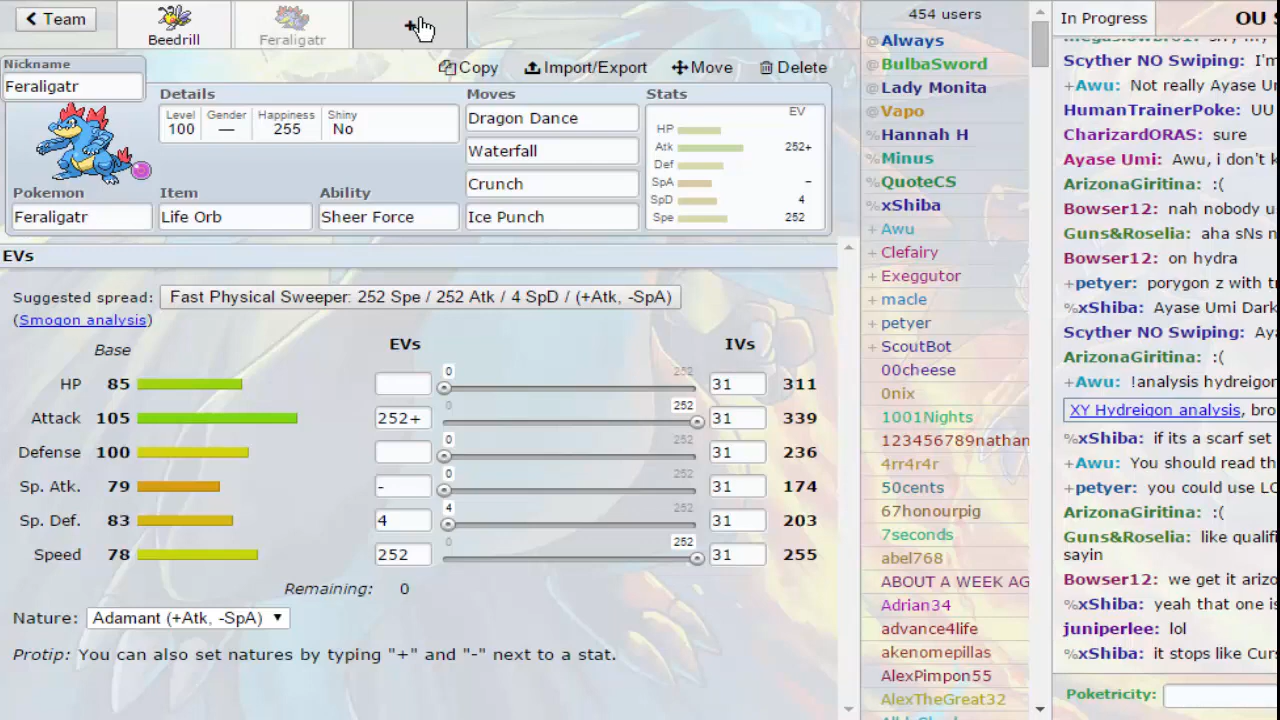 Team
Beedrill
Feraligatr
+
Nickname
Feraligatr
Copy
Import/Export
Move
Delete
Details
Level
100
Gender
—
Happiness
255
Shiny
No
Moves
Dragon Dance
Waterfall
Crunch
Ice Punch
Stats
EV
HP
Atk 252+
Def
SpA -
SpD 4
Spe 252
Pokemon
Feraligatr
Item
Life Orb
Ability
Sheer Force
EVs
Suggested spread: Fast Physical Sweeper: 252 Spe / 252 Atk / 4 SpD / (+Atk, -SpA)
(Smogon analysis)
Base EVs IVs
HP 85 0 252 31 311
Attack 105 252+ 0 252 31 339
Defense 100 0 252 31 236
Sp. Atk. 79 - 0 252 31 174
Sp. Def. 83 4 4 252 31 203
Speed 78 252 0 252 31 255
Remaining: 0
Nature: Adamant (+Atk, -SpA)
Protip: You can also set natures by typing "+" and "-" next to a stat.
454 users
@Always
@BulbaSword
@Lady Monita
@Vapo
%Hannah H
%Minus
%QuoteCS
%xShiba
+Awu
+Clefairy
+Exeggutor
+macle
+petyer
+ScoutBot
00cheese
0nix
1001Nights
123456789nathan
4rr4r4r
50cents
67honourpig
7seconds
abel768
ABOUT A WEEK AG
Adrian34
advance4life
akenomepillas
AlexPimpon55
AlexTheGreat32
In Progress
OU S
Scyther NO Swiping: I'm
+Awu: Not really Ayase Um
HumanTrainerPoke: UU
CharizardORAS: sure
Ayase Umi: Awu, i don't k
ArizonaGiritina: :(
Bowser12: nah nobody u
Guns&Roselia: aha sNs n
Bowser12: on hydra
+petyer: porygon z with tr
%xShiba: Ayase Umi Dark
Scyther NO Swiping: Ay
ArizonaGiritina: :(
+Awu: !analysis hydreigon
XY Hydreigon analysis, bro
%xShiba: if its a scarf set
+Awu: You should read th
+petyer: you could use LO
ArizonaGiritina: :(
Guns&Roselia: like qualif
sayin
Bowser12: we get it arizo
%xShiba: yeah that one is
juniperlee: lol
%xShiba: it stops like Curs
Poketricity: